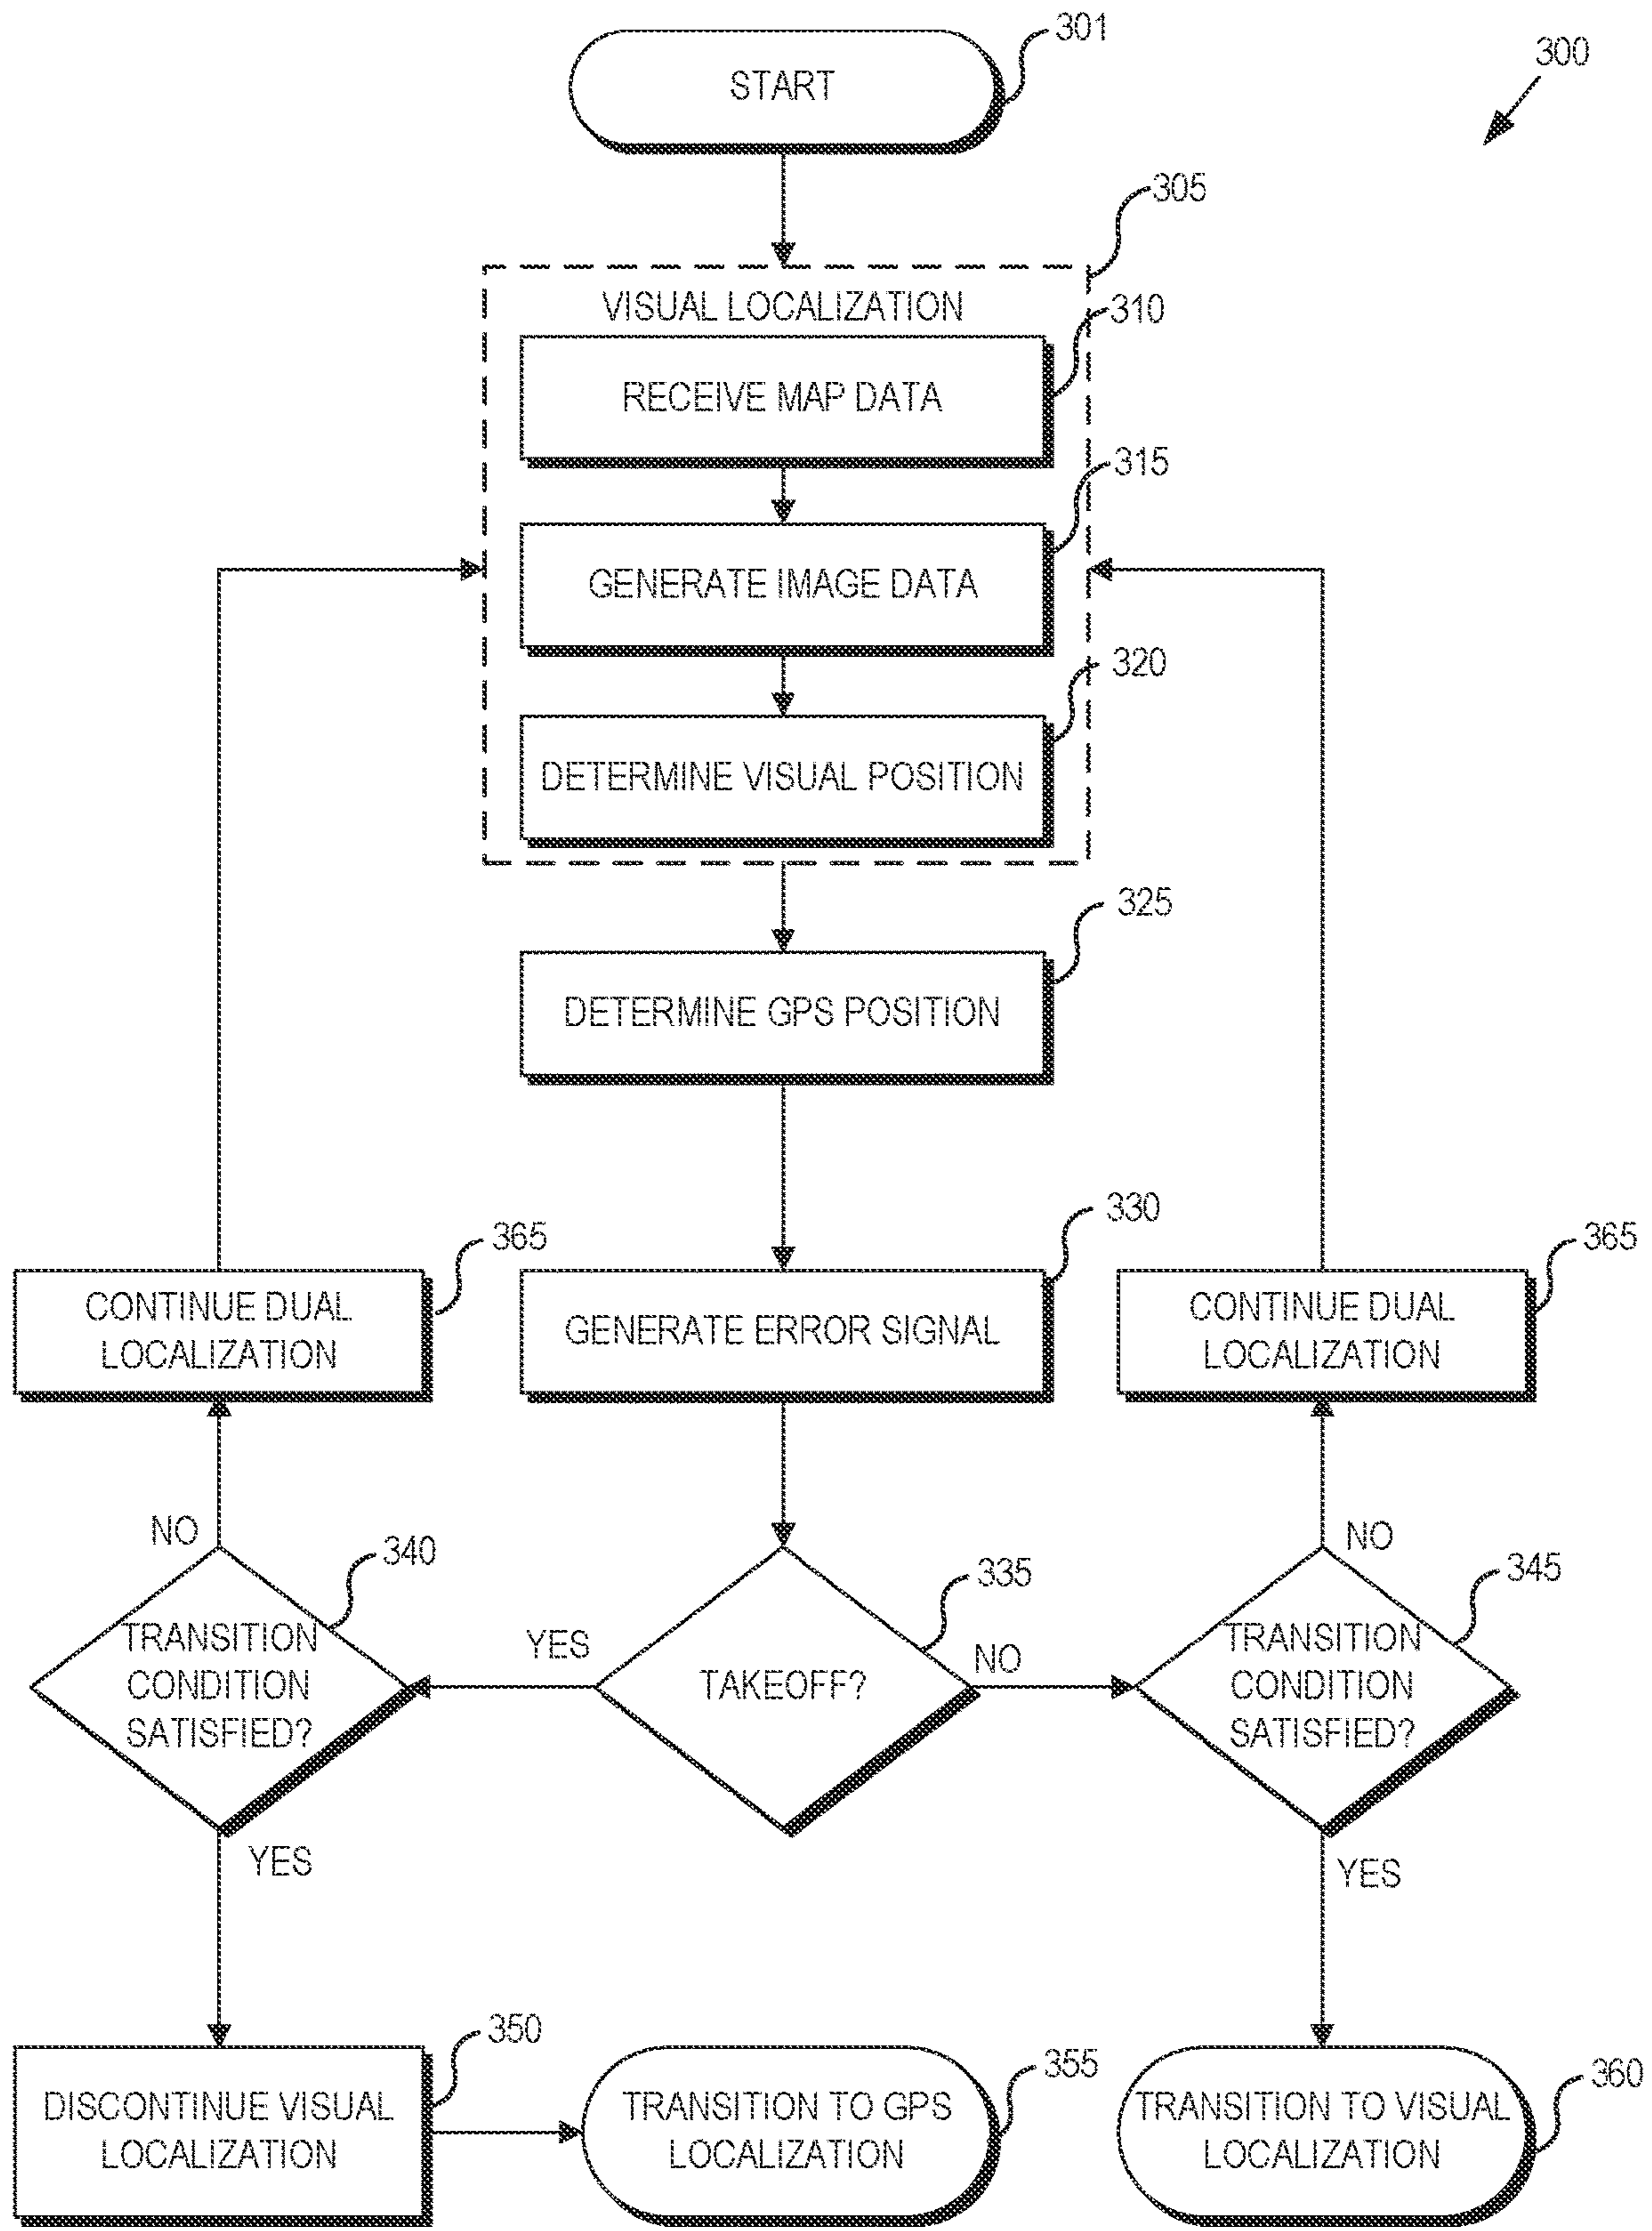 301
START
300
305
VISUAL LOCALIZATION
310
RECEIVE MAP DATA
315
GENERATE IMAGE DATA
320
DETERMINE VISUAL POSITION
325
DETERMINE GPS POSITION
330
365
365
CONTINUE DUAL
LOCALIZATION
GENERATE ERROR SIGNAL
CONTINUE DUAL
LOCALIZATION
NO
340
335
NO
345
TRANSITION
CONDITION
SATISFIED?
YES
TAKEOFF?
NO
TRANSITION
CONDITION
SATISFIED?
YES
YES
350
355
360
DISCONTINUE VISUAL
LOCALIZATION
TRANSITION TO GPS
LOCALIZATION
TRANSITION TO VISUAL
LOCALIZATION